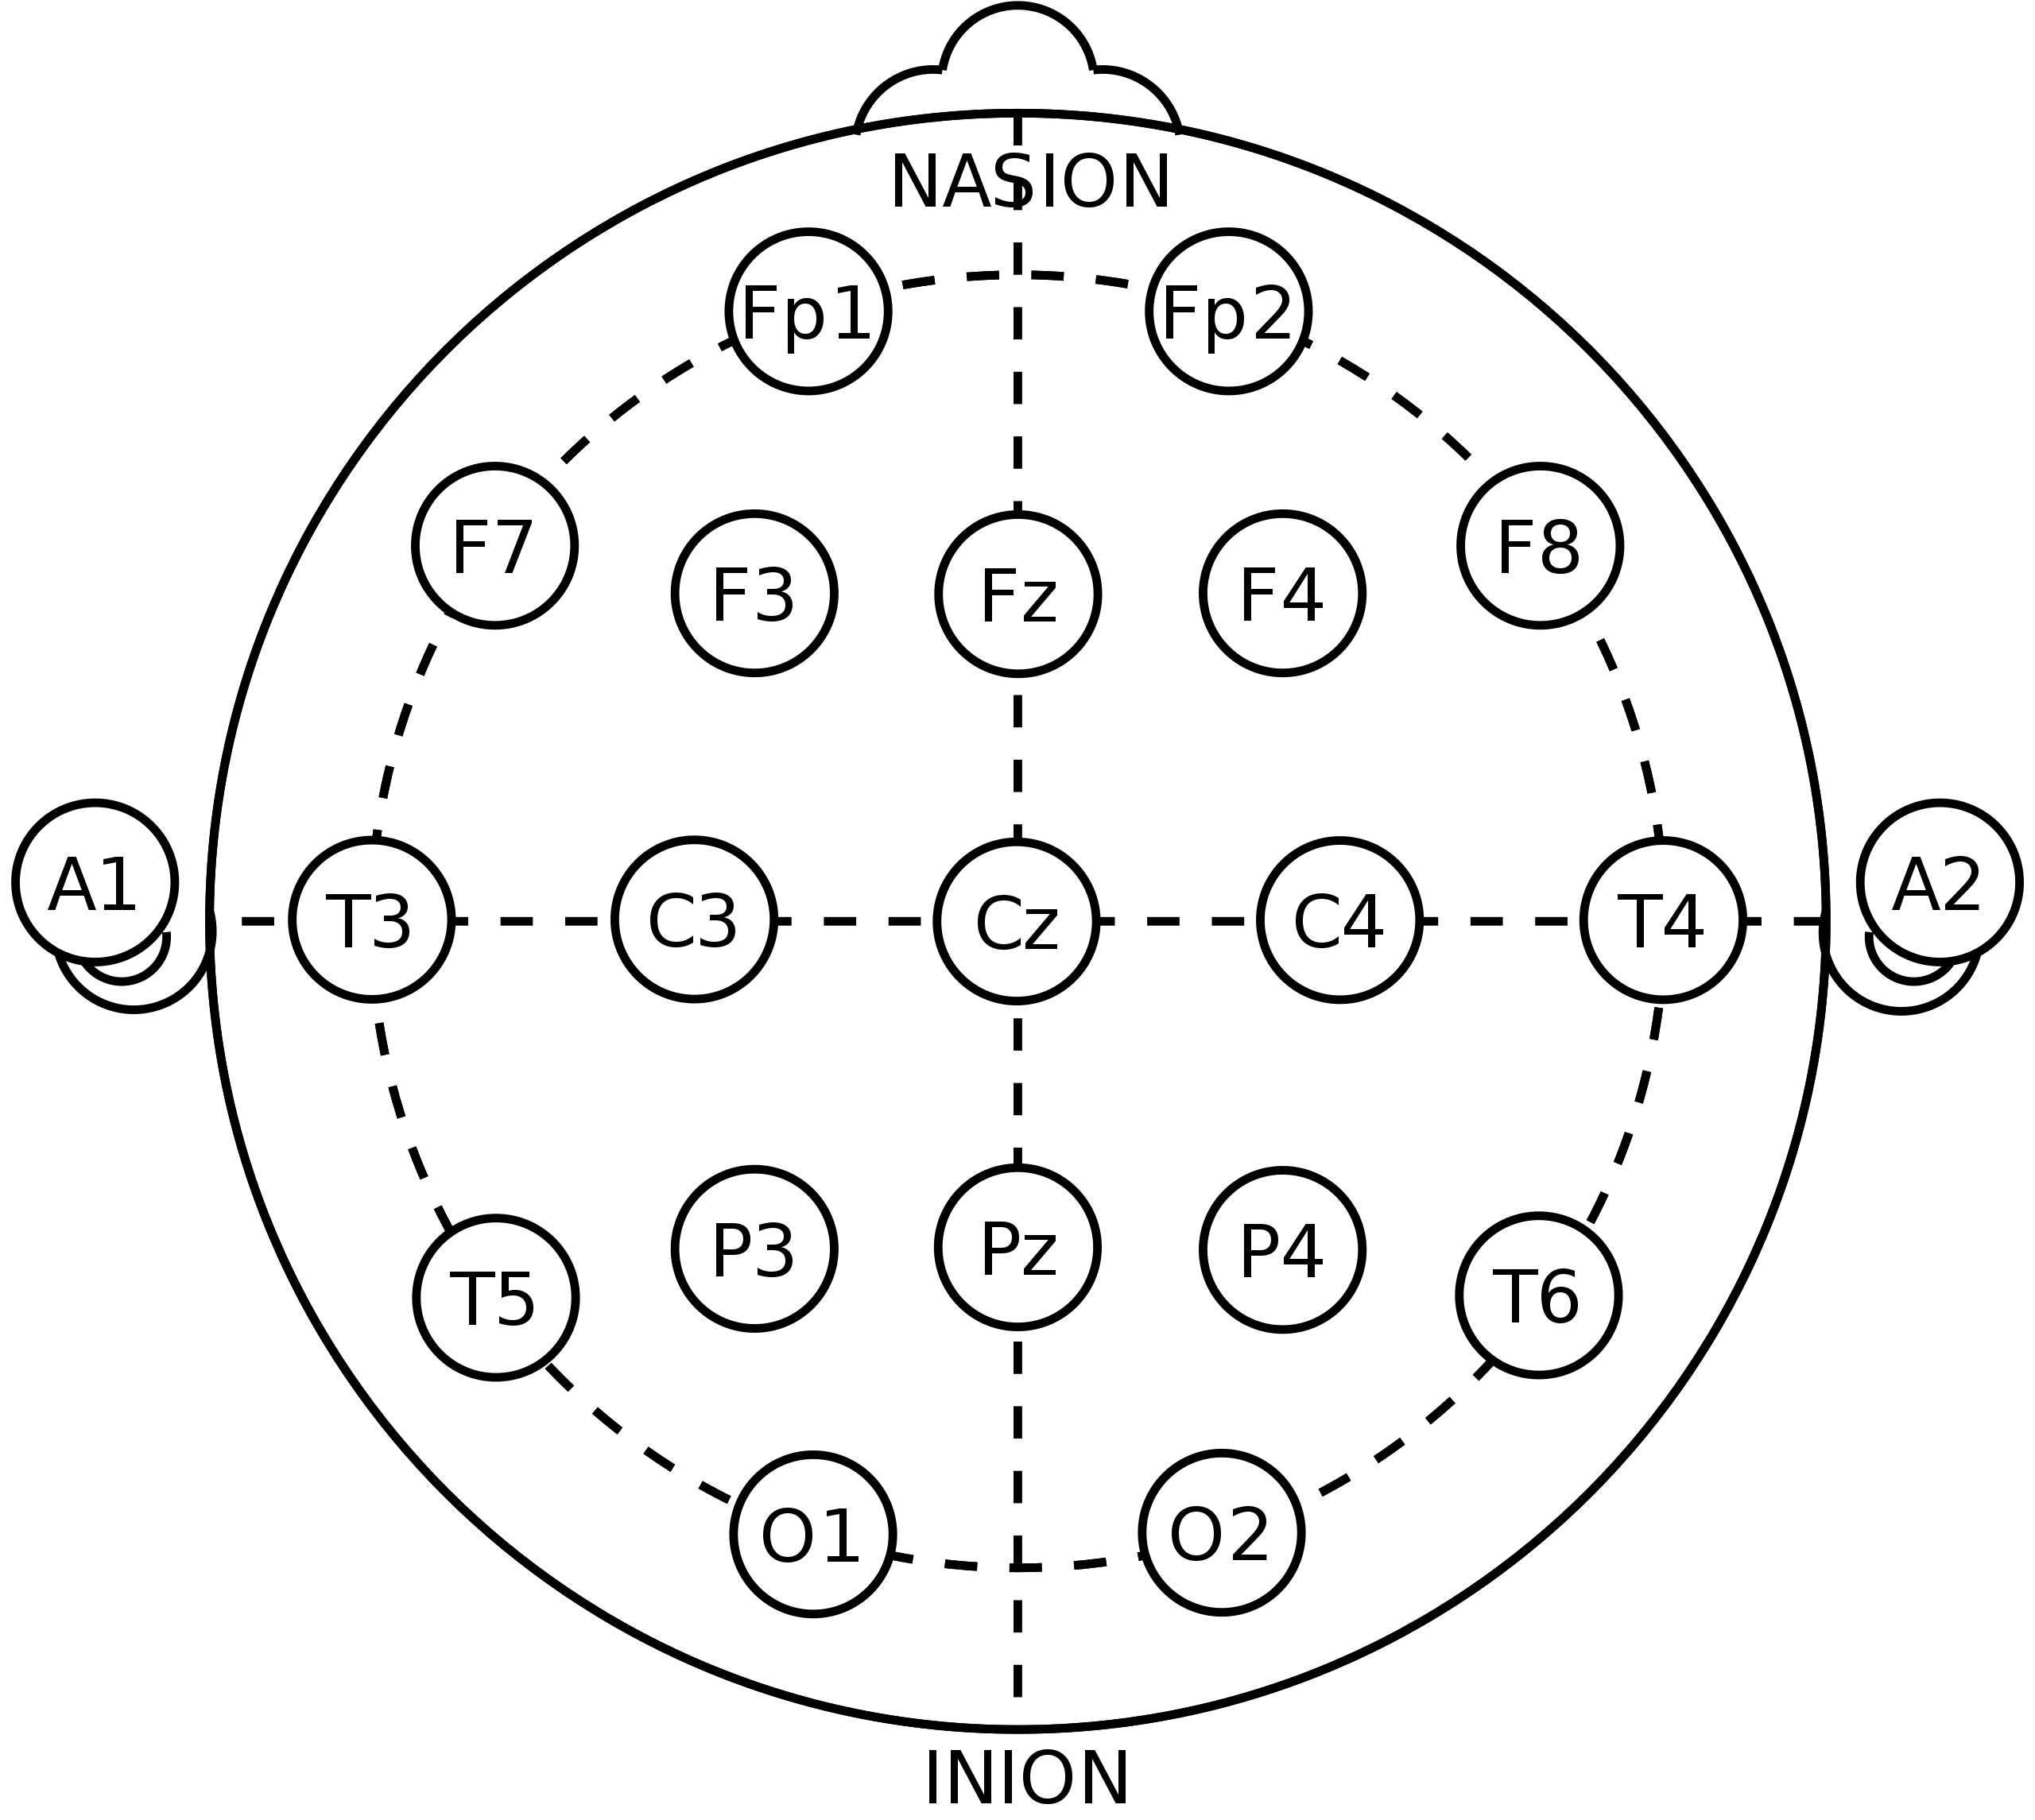 NASION
Fp1 Fp2
F7 F3 Fz F4 F8
A1 T3 C3 Cz C4 T4 A2
T5 P3 Pz P4 T6
O1 O2
INION